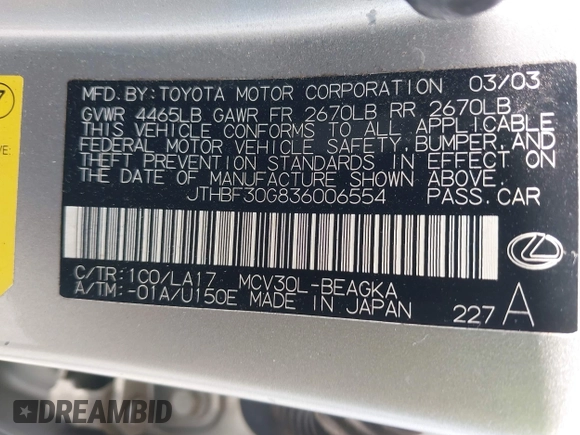 MFD. BY: TOYOTA MOTOR CORPORATION 03/03
GVWR 4465LB GAWR FR 2670LB RR 2670LB
THIS VEHICLE CONFORMS TO ALL APPLICABLE
FEDERAL MOTOR VEHICLE SAFETY, BUMPER, AND
THEFT PREVENTION STANDARDS IN EFFECT ON
THE DATE OF MANUFACTURE SHOWN ABOVE.
JTHBF30G836006554 PASS. CAR
C/TR: 1C0/LA17 MCV30L-BEAGKA
A/TM: -01A/U150E MADE IN JAPAN
227 A
DREAMBID